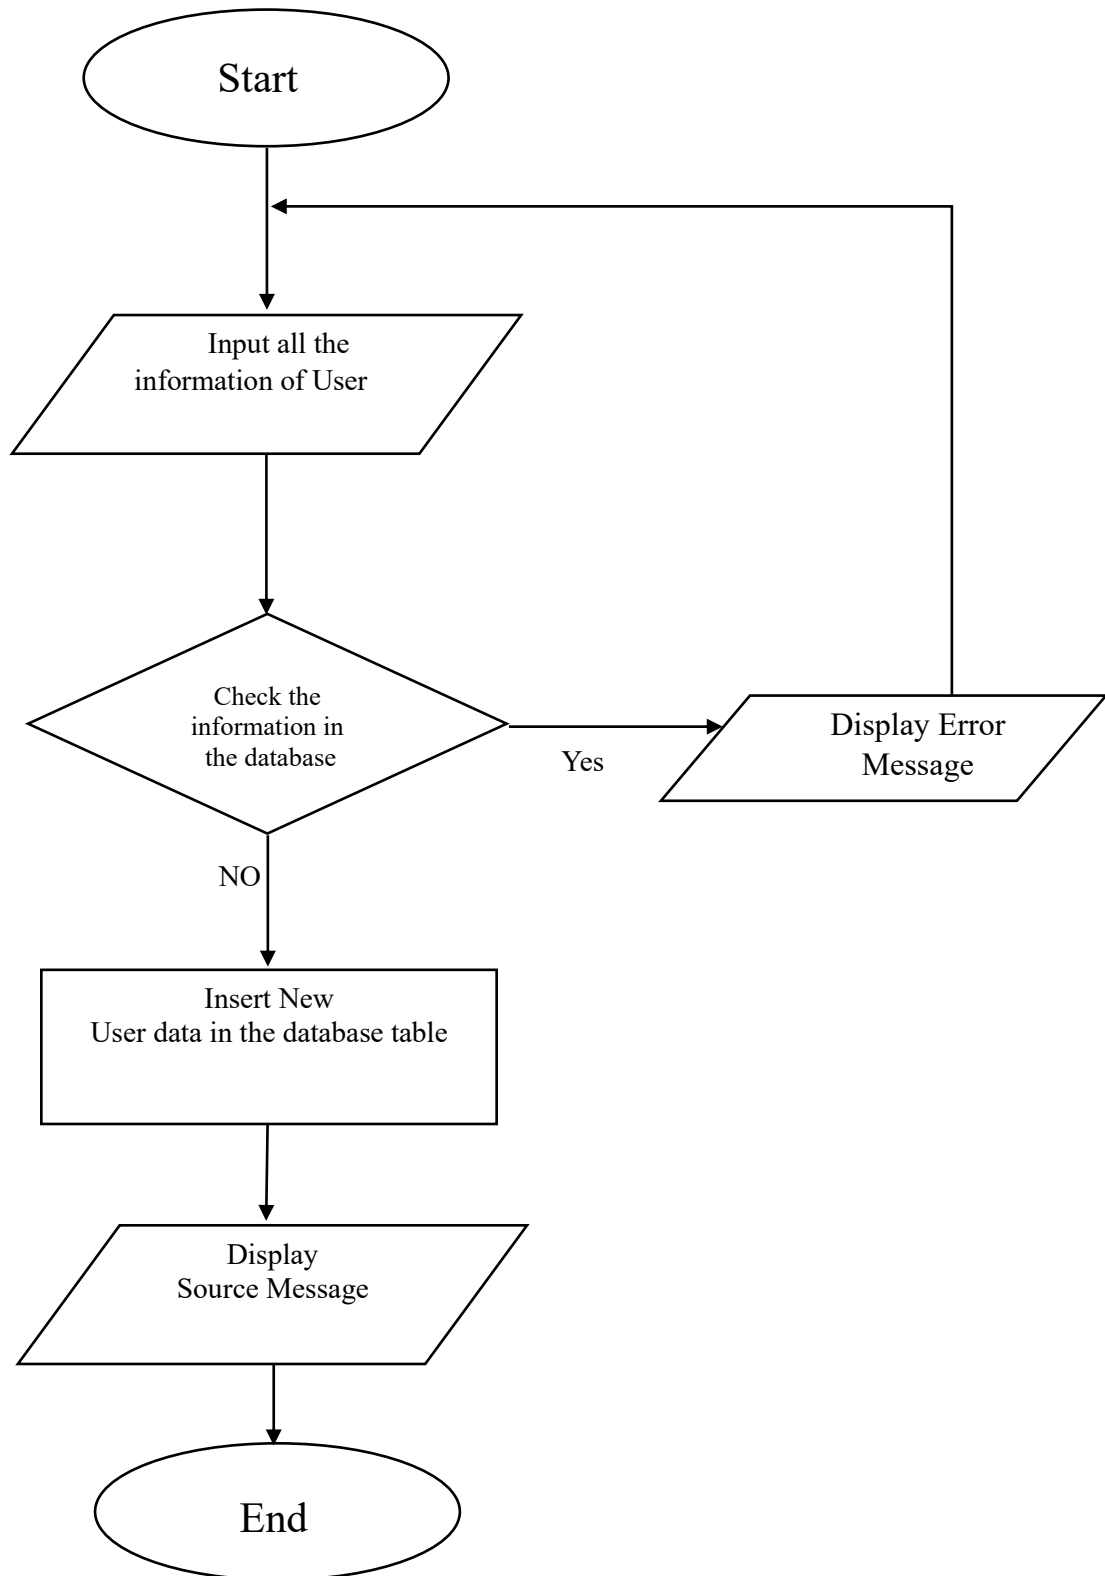 Start
Input all the
information of User
Check the
information in
the database
Yes
Display Error
Message
NO
Insert New
User data in the database table
Display
Source Message
End